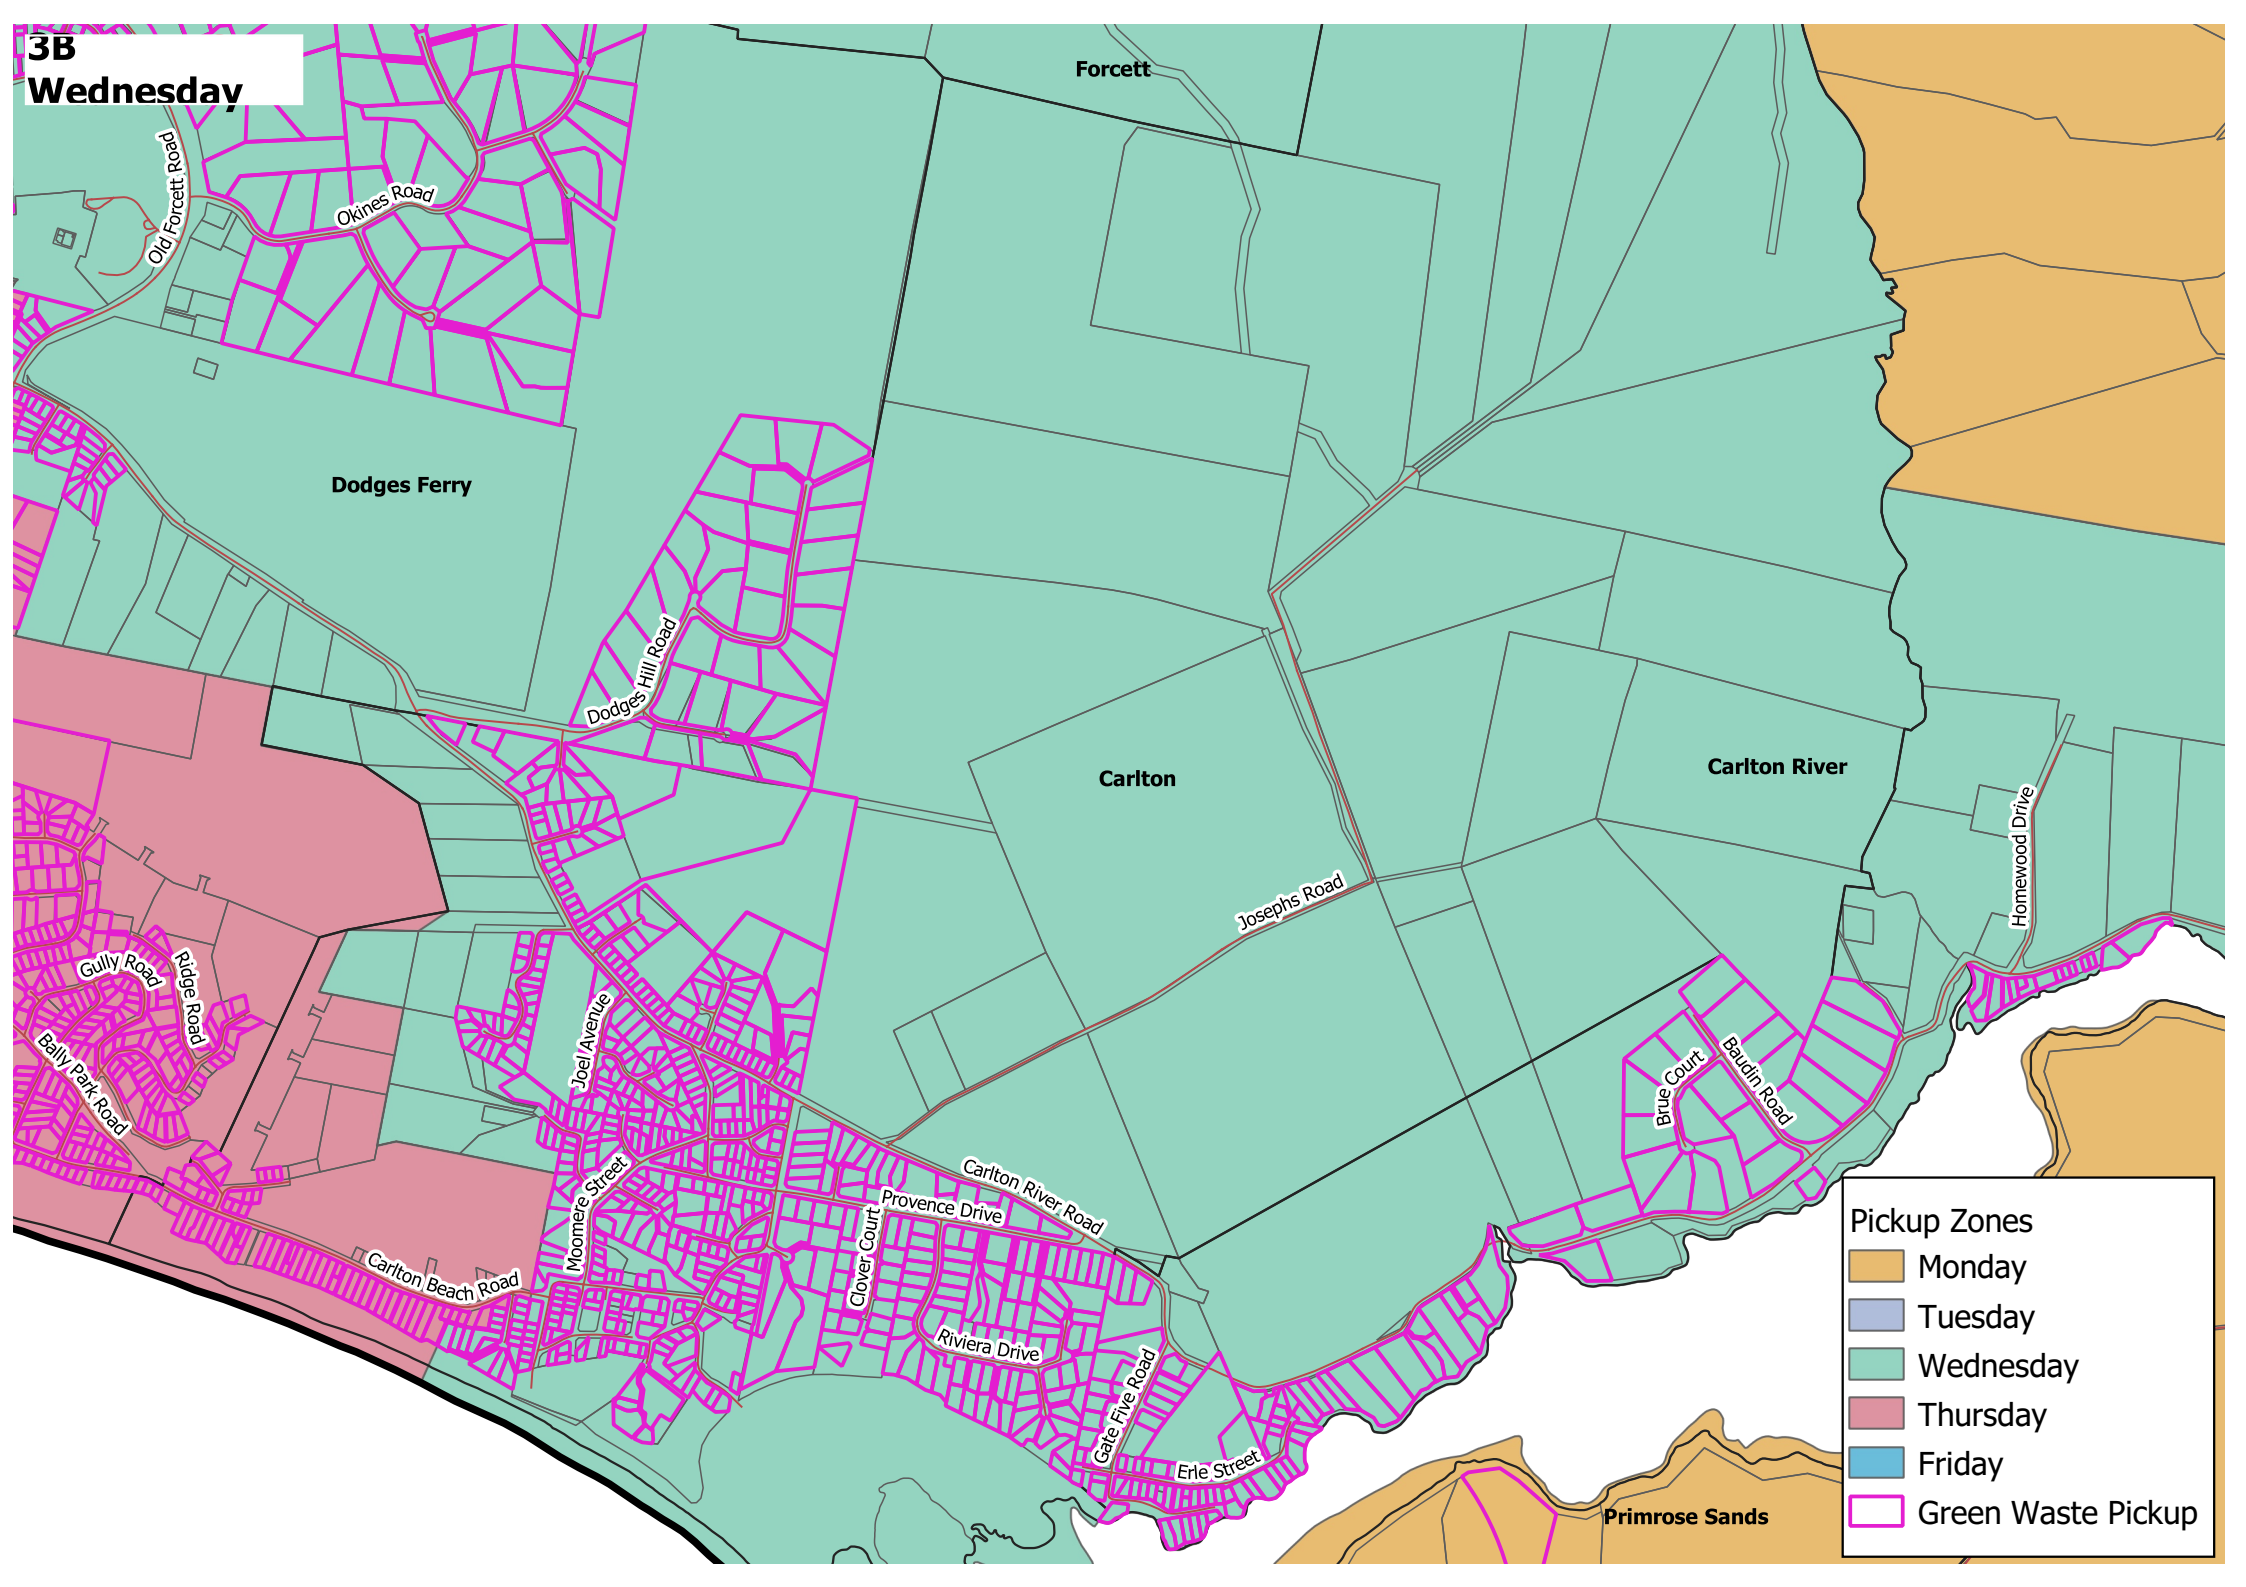 3B
Wednesday
Forcett
Old Forcett Road
Okines Road
Dodges Ferry
Dodges Hill Road
Carlton
Carlton River
Homewood Drive
Josephs Road
Gully Road
Ridge Road
Bally Park Road
Joel Avenue
Brue Court
Baudin Road
Moomere Street
Carlton River Road
Provence Drive
Clover Court
Carlton Beach Road
Riviera Drive
Gate Five Road
Erle Street
Primrose Sands
Pickup Zones
Monday
Tuesday
Wednesday
Thursday
Friday
Green Waste Pickup